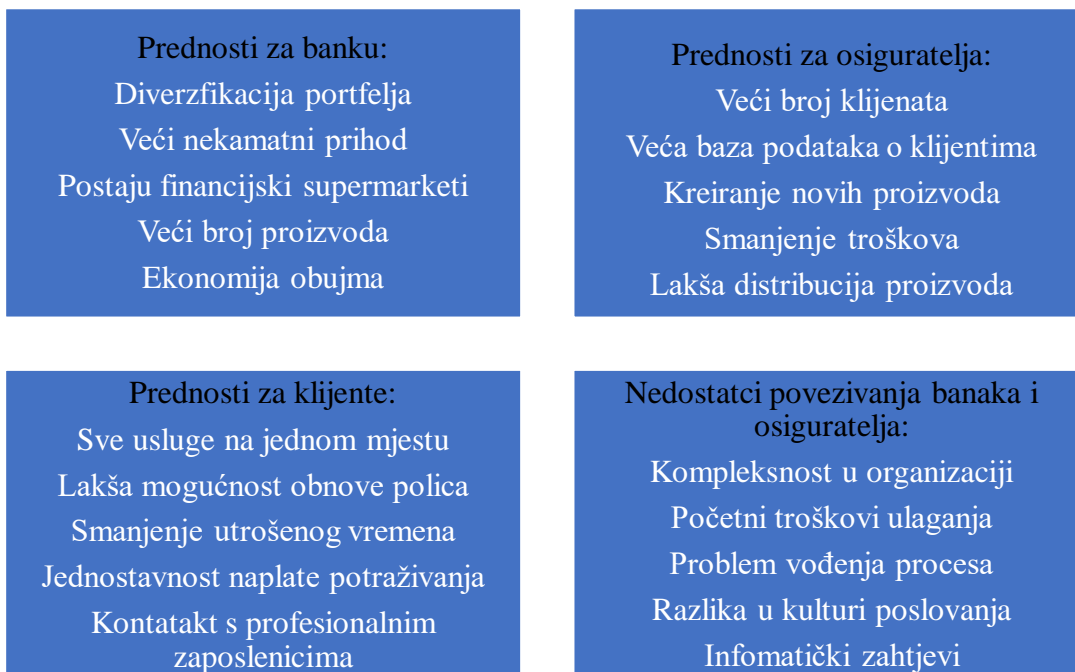 Prednosti za banku:
Diverzfikacija portfelja
Veći nekamatni prihod
Postaju financijski supermarketi
Veći broj proizvoda
Ekonomija obujma
Prednosti za osiguratelja:
Veći broj klijenata
Veća baza podataka o klijentima
Kreiranje novih proizvoda
Smanjenje troškova
Lakša distribucija proizvoda
Prednosti za klijente:
Sve usluge na jednom mjestu
Lakša mogućnost obnove polica
Smanjenje utrošenog vremena
Jednostavnost naplate potraživanja
Kontatakt s profesionalnim
zaposlenicima
Nedostatci povezivanja banaka i
osiguratelja:
Kompleksnost u organizaciji
Početni troškovi ulaganja
Problem vođenja procesa
Razlika u kulturi poslovanja
Infomatički zahtjevi